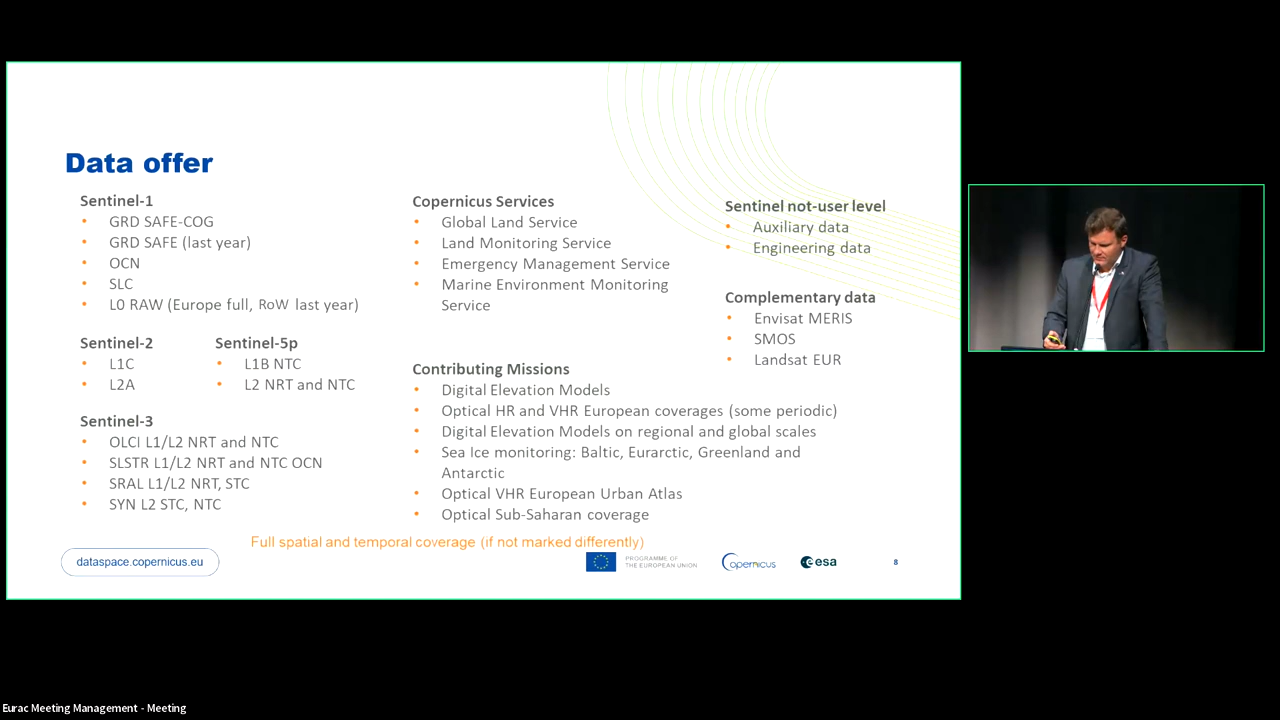 Data offer
Sentinel-1
• GRD SAFE-COG
• GRD SAFE (last year)
• OCN
• SLC
• L0 RAW (Europe full, RoW last year)
Sentinel-2
• L1C
• L2A
Sentinel-5p
• L1B NTC
• L2 NRT and NTC
Sentinel-3
• OLCI L1/L2 NRT and NTC
• SLSTR L1/L2 NRT and NTC OCN
• SRAL L1/L2 NRT, STC
• SYN L2 STC, NTC
Copernicus Services
• Global Land Service
• Land Monitoring Service
• Emergency Management Service
• Marine Environment Monitoring
Service
Contributing Missions
• Digital Elevation Models
• Optical HR and VHR European coverages (some periodic)
• Digital Elevation Models on regional and global scales
• Sea Ice monitoring: Baltic, Eurarctic, Greenland and
Antarctic
• Optical VHR European Urban Atlas
• Optical Sub-Saharan coverage
Sentinel not-user level
• Auxiliary data
• Engineering data
Complementary data
• Envisat MERIS
• SMOS
• Landsat EUR
Full spatial and temporal coverage (if not marked differently)
dataspace.copernicus.eu
PROGRAMME OF
THE EUROPEAN UNION
opernicus
esa
8
Eurac Meeting Management - Meeting